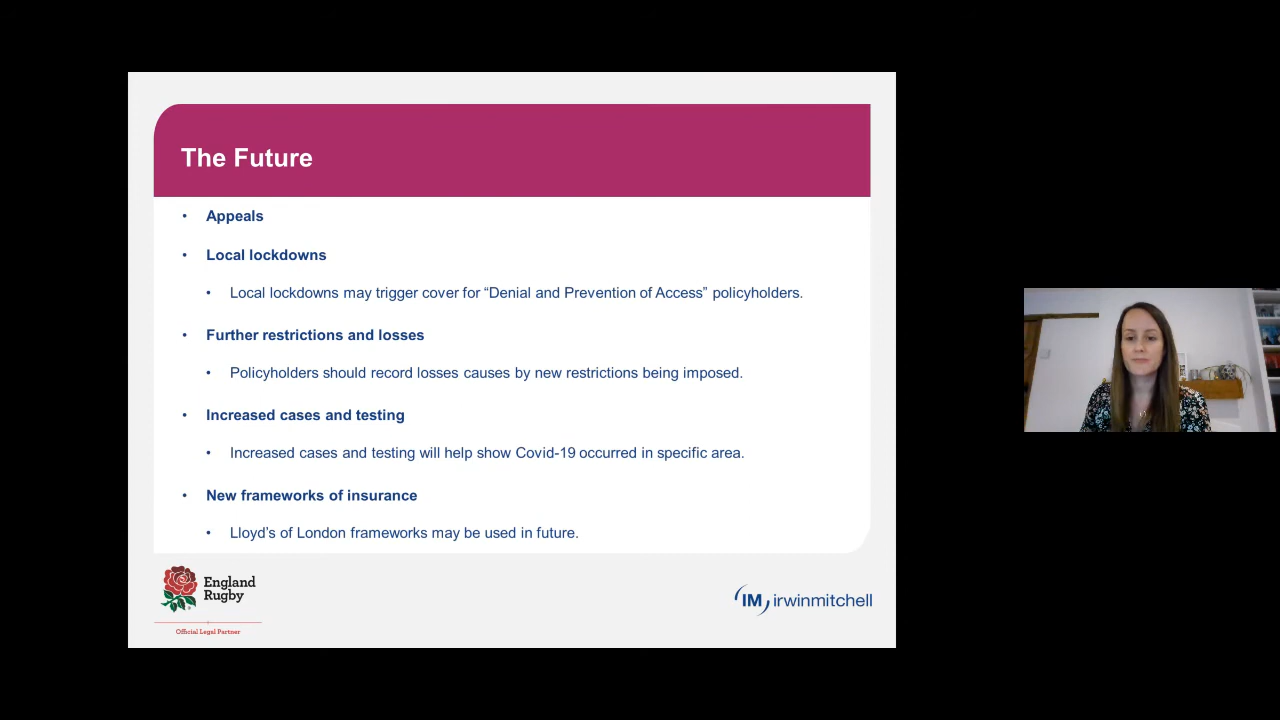 The Future
• Appeals
• Local lockdowns
• Local lockdowns may trigger cover for “Denial and Prevention of Access” policyholders.
• Further restrictions and losses
• Policyholders should record losses causes by new restrictions being imposed.
• Increased cases and testing
• Increased cases and testing will help show Covid-19 occurred in specific area.
• New frameworks of insurance
• Lloyd’s of London frameworks may be used in future.
England
Rugby
Official Legal Partner
IM irwinmitchell